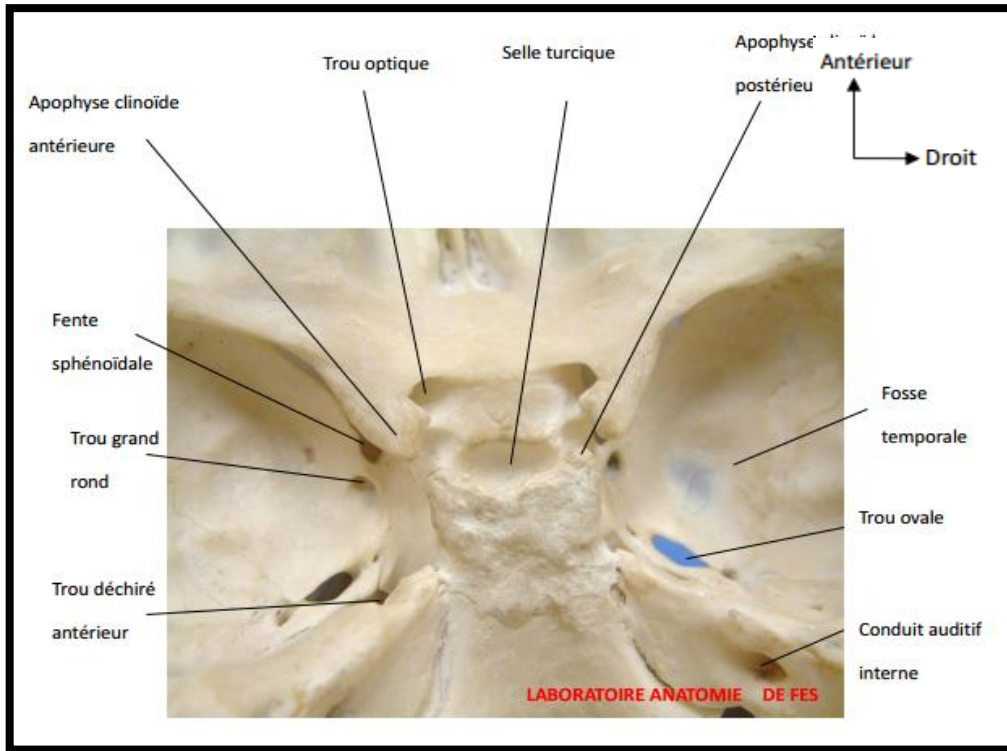 Trou optique
Selle turcique
Apophyse
postérieu
Antérieur
Droit
Apophyse clinoïde
antérieure
Fente
sphénoïdale
Trou grand
rond
Trou déchiré
antérieur
Fosse
temporale
Trou ovale
Conduit auditif
interne
LABORATOIRE ANATOMIE DE FES